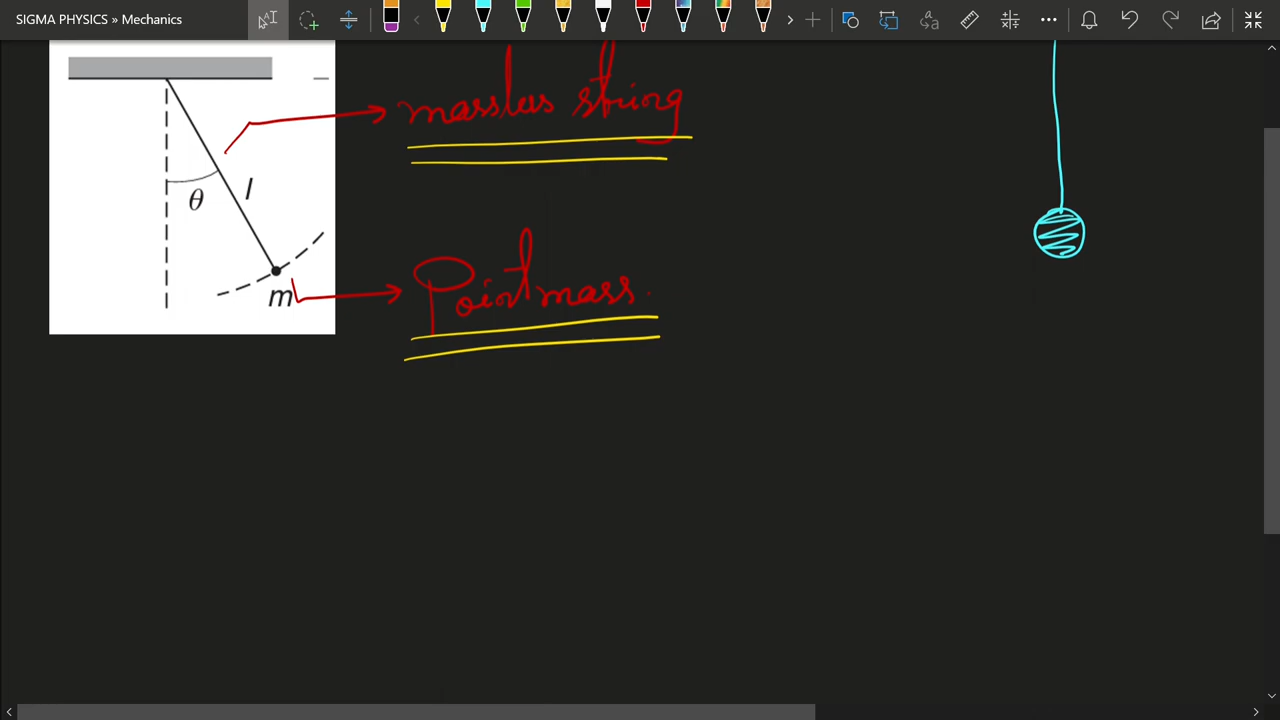 SIGMA PHYSICS » Mechanics
massless string
θ
l
m
Point mass.